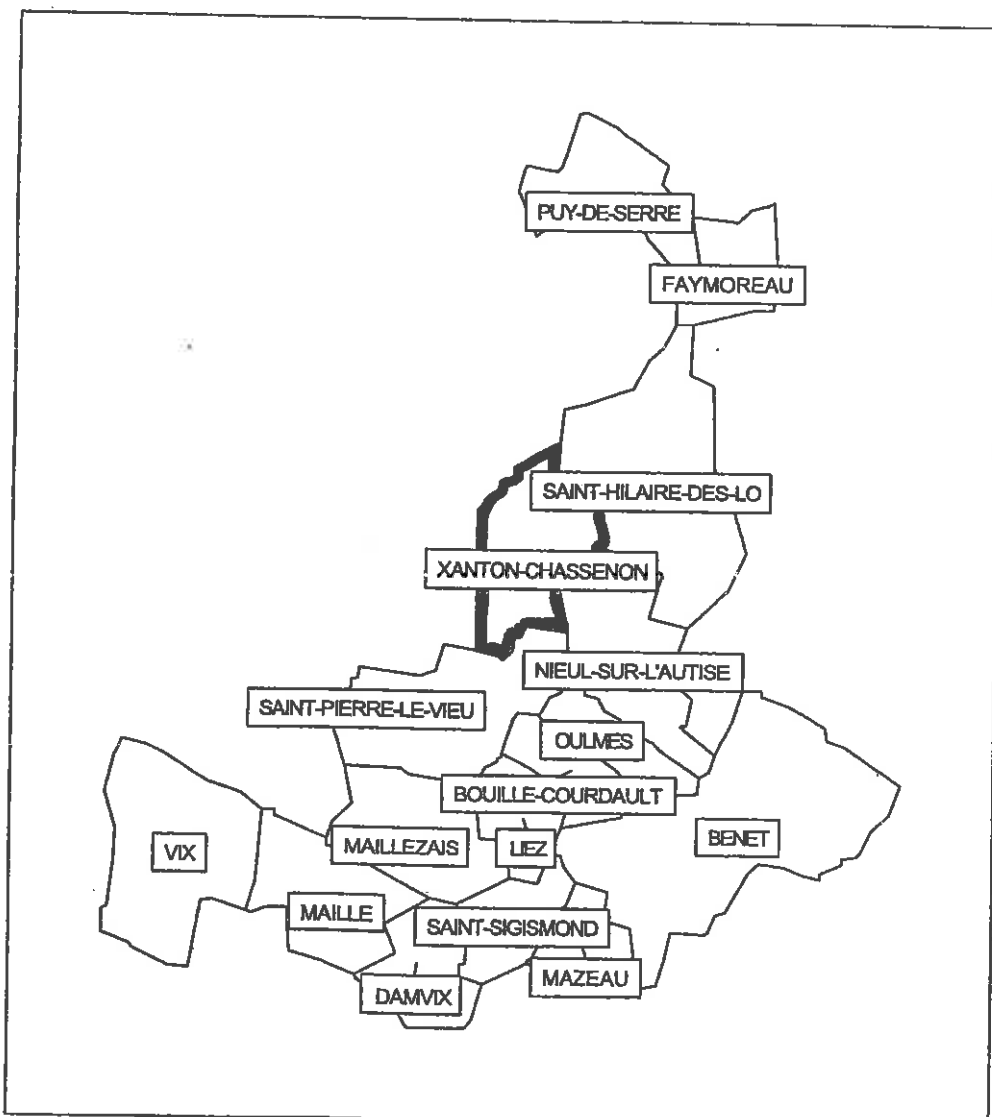 PUY-DE-SERRE
FAYMOREAU
SAINT-HILAIRE-DES-LO
XANTON-CHASSENON
NIEUL-SUR-L'AUTISE
SAINT-PIERRE-LE-VIEU
OULMES
BOUILLE-COURDAULT
BENET
VIX
MAILLEZAIS
LIEZ
MAILLE
SAINT-SIGISMOND
MAZEAU
DAMVIX